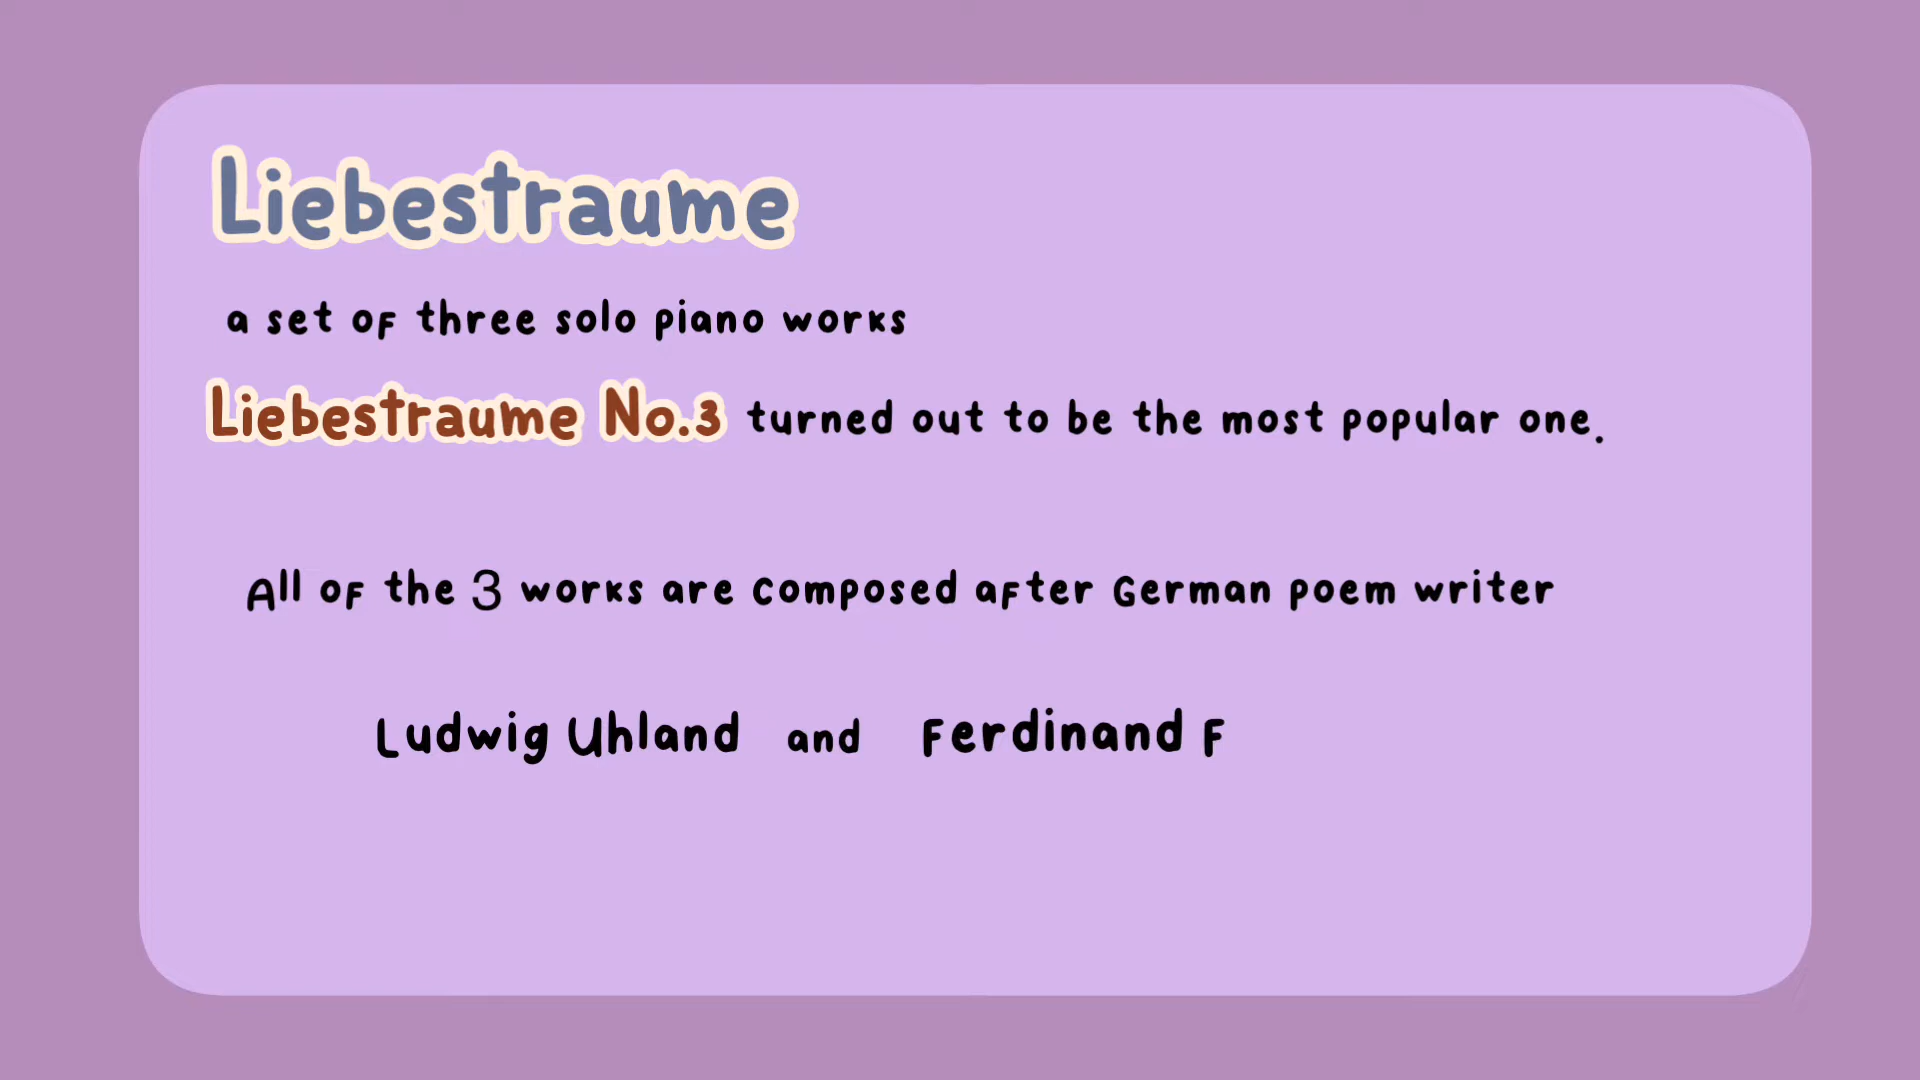 Liebestraume
a set of three solo piano works
Liebestraume No.3 turned out to be the most popular one.
All of the 3 works are composed after German poem writer
Ludwig Uhland and Ferdinand F